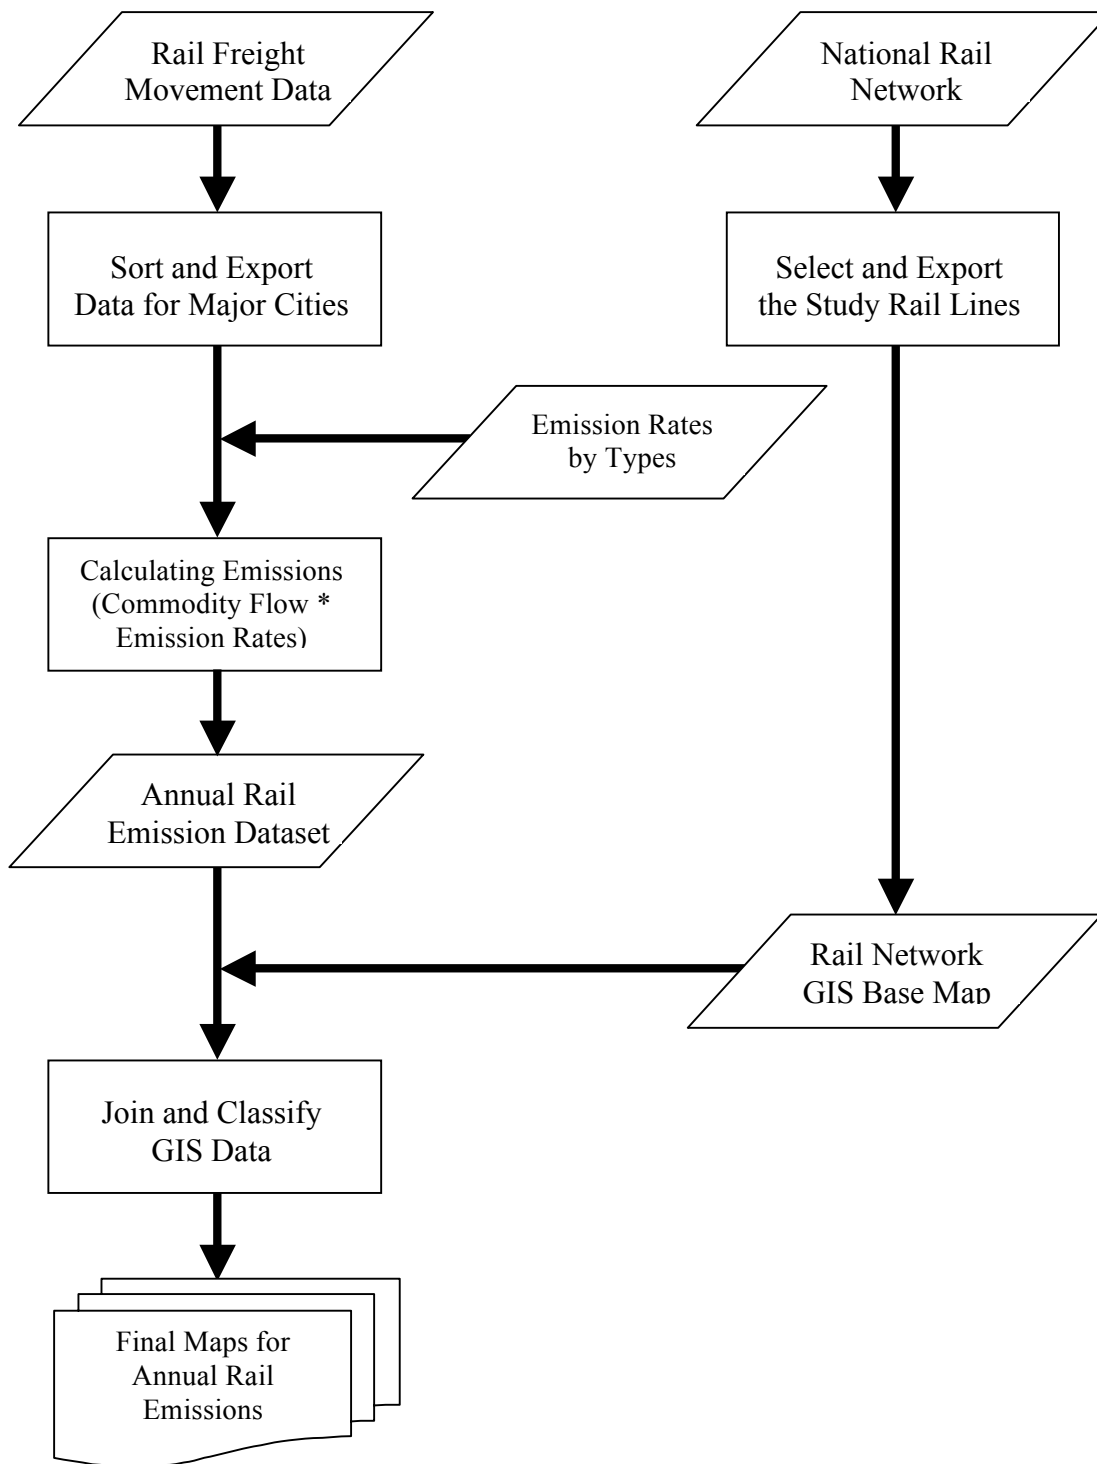 Rail Freight
Movement Data
National Rail
Network
Sort and Export
Data for Major Cities
Select and Export
the Study Rail Lines
Emission Rates
by Types
Calculating Emissions
(Commodity Flow *
Emission Rates)
Annual Rail
Emission Dataset
Rail Network
GIS Base Map
Join and Classify
GIS Data
Final Maps for
Annual Rail
Emissions